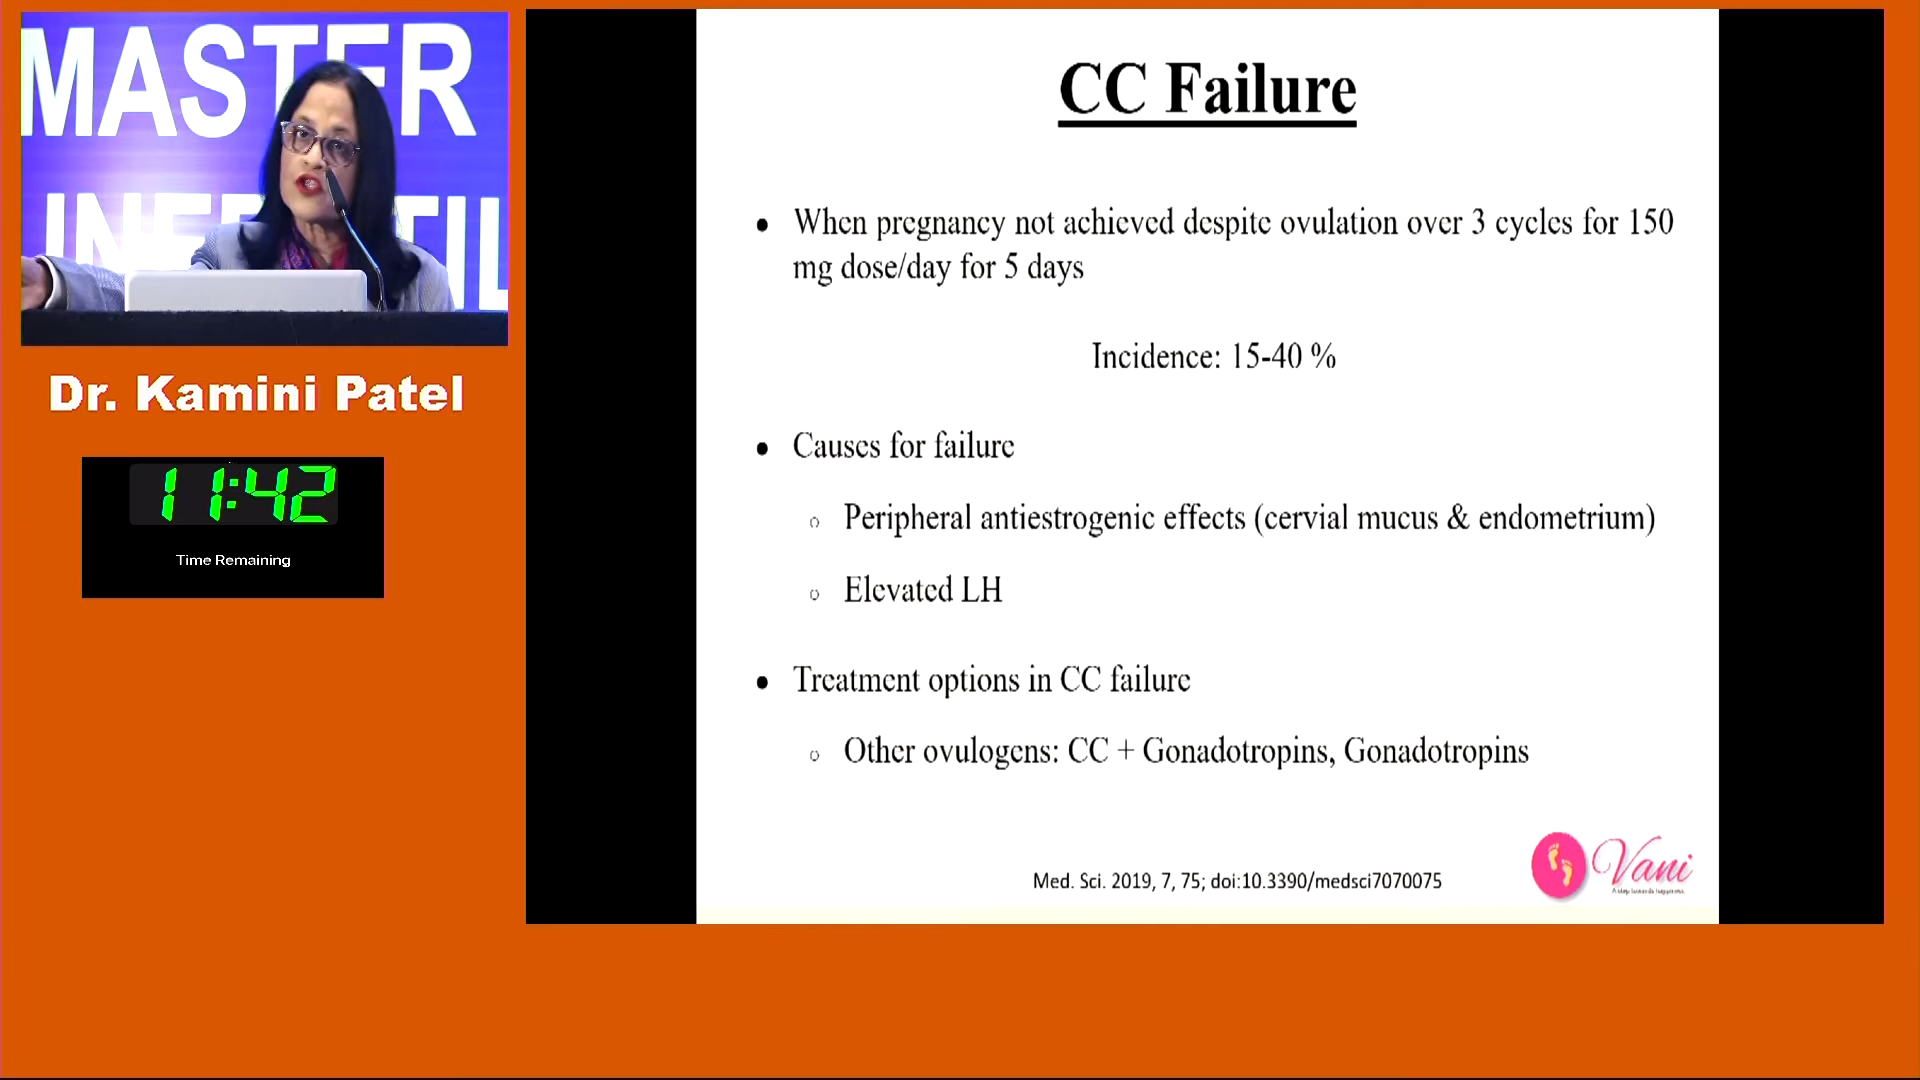 MASTER
INF TIL
Dr. Kamini Patel
11:42
Time Remaining
CC Failure
• When pregnancy not achieved despite ovulation over 3 cycles for 150
mg dose/day for 5 days
Incidence: 15-40 %
• Causes for failure
○ Peripheral antiestrogenic effects (cervial mucus & endometrium)
○ Elevated LH
• Treatment options in CC failure
○ Other ovulogens: CC + Gonadotropins, Gonadotropins
Med. Sci. 2019, 7, 75; doi:10.3390/medsci7070075
Vani
A step towards happiness